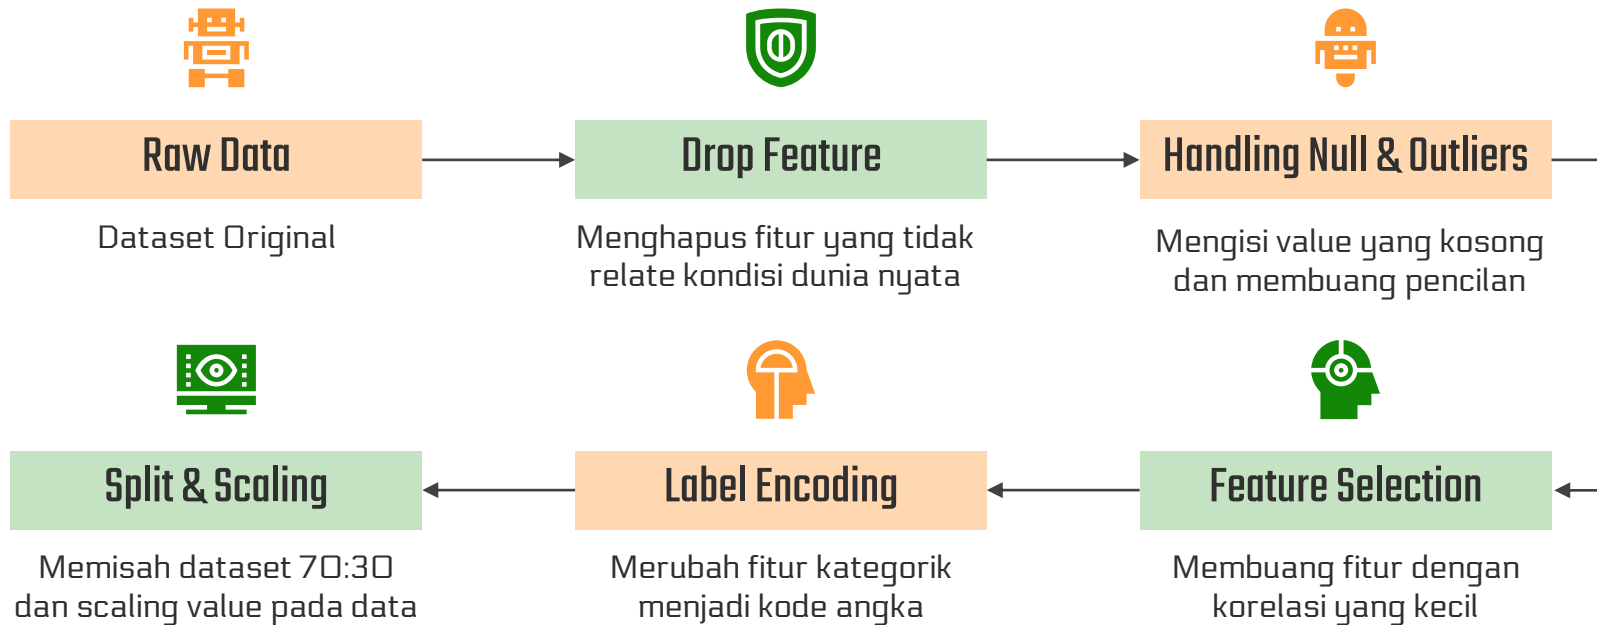 Raw Data
Dataset Original
Drop Feature
Menghapus fitur yang tidak
relate kondisi dunia nyata
Handling Null & Outliers
Mengisi value yang kosong
dan membuang pencilan
Feature Selection
Membuang fitur dengan
korelasi yang kecil
Label Encoding
Merubah fitur kategorik
menjadi kode angka
Split & Scaling
Memisah dataset 70:30
dan scaling value pada data